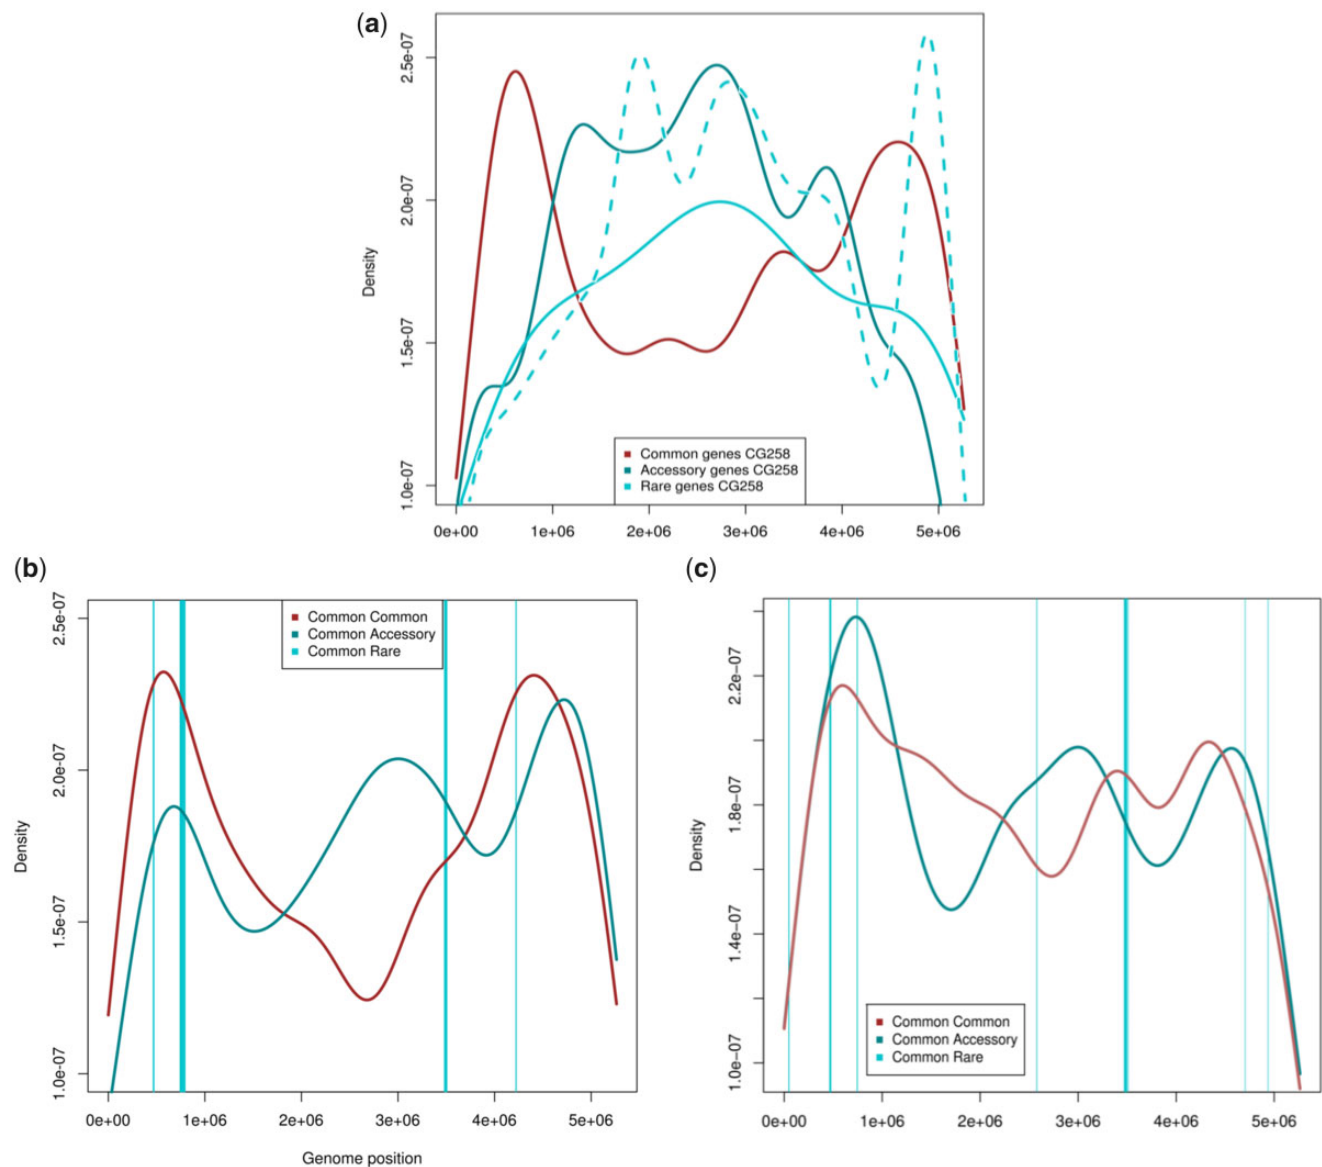 (a)
2.5e-07
2.0e-07
1.5e-07
1.0e-07
Density
Common genes CG258
Accessory genes CG258
Rare genes CG258
0e+00 1e+06 2e+06 3e+06 4e+06 5e+06
(b)
2.5e-07
2.0e-07
1.5e-07
1.0e-07
Density
Common Common
Common Accessory
Common Rare
0e+00 1e+06 2e+06 3e+06 4e+06 5e+06
Genome position
(c)
2.2e-07
1.8e-07
1.4e-07
1.0e-07
Density
Common Common
Common Accessory
Common Rare
0e+00 1e+06 2e+06 3e+06 4e+06 5e+06